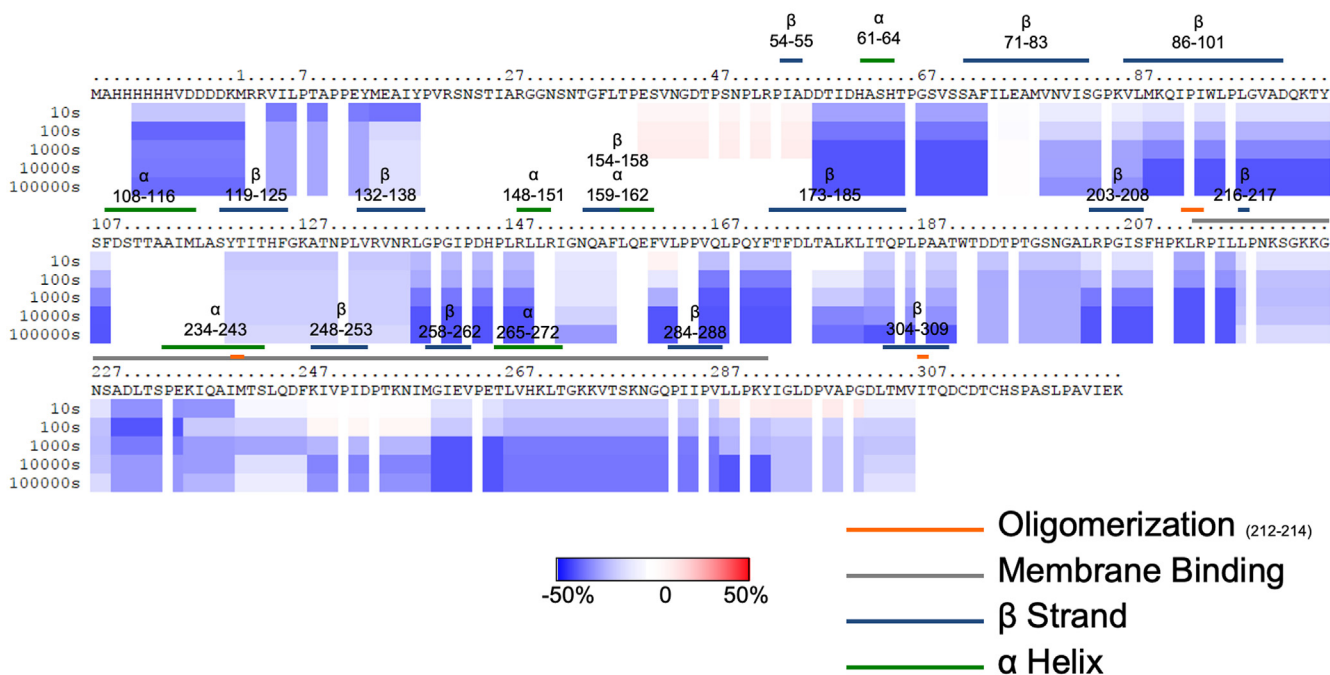 β
54-55
α
61-64
β
71-83
β
86-101
..............1.....7...................27..................47..................67..................87..................
MAHHHHHHVDDDDKMRRVILPTAPPEYMEAIYPVRSNSTIARGGNSNTGFLTPESVNGDTPSNPLRPIADDTIDHASHTPGSVSSAFILEAMVNVISGPKVLMKQIPIWLPLGVADQKTY
10s
100s
1000s
10000s
100000s
α
108-116
β
119-125
β
132-138
α
148-151
β
154-158
α
159-162
β
173-185
β
203-208
β
216-217
107.................127.................147.................167.................187.................207.................
SFDSTTAAIMLASYTITHFGKATNPLVRVNRLGPGIPDHPLRLLRIGNQAFLQEFVLPPVQLPQYFTFDLTALKLITQPLPAATWTDDTPTGSNGALRPGISFHPKLRPILLPNKSGKKG
10s
100s
1000s
10000s
100000s
α
234-243
β
248-253
β
258-262
α
265-272
β
284-288
β
304-309
227.................247.................267.................287.................307.................
NSADLTSPEKIQAIMTSLQDFKIVPIDPTKNIMGIEVPETLVHKLTGKKVTSKNGQPIIPVLLPKYIGLDPVAPGDLTMVITQDCDTCHSPASLPAVIEK
10s
100s
1000s
10000s
100000s
-50% 0 50%
Oligomerization (212-214)
Membrane Binding
β Strand
α Helix